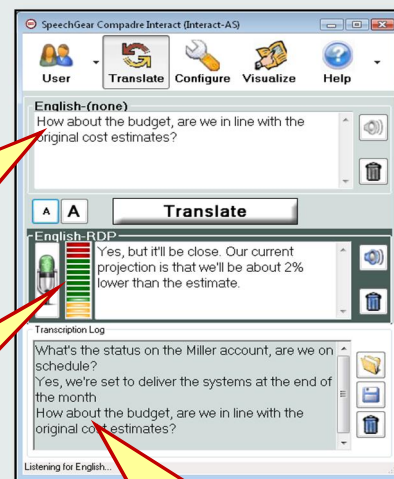 SpeechGear Compadre Interact (Interact-AS)
User Translate Configure Visualize Help
English-(none)
How about the budget, are we in line with the
original cost estimates?
A A Translate
English-RDP
Yes, but it'll be close. Our current
projection is that we'll be about 2%
lower than the estimate.
Transcription Log
What's the status on the Miller account, are we on
schedule?
Yes, we're set to deliver the systems at the end of
the month
How about the budget, are we in line with the
original cost estimates?
Listening for English...